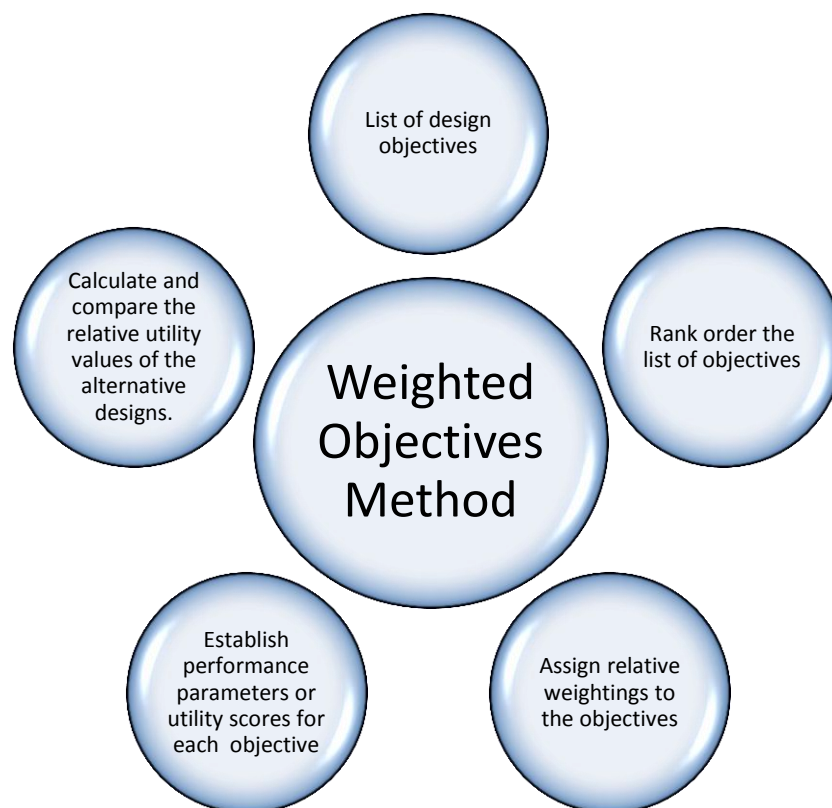 List of design
objectives
Rank order the
list of objectives
Assign relative
weightings to
the objectives
Establish
performance
parameters or
utility scores for
each objective
Calculate and
compare the
relative utility
values of the
alternative
designs.
Weighted
Objectives
Method